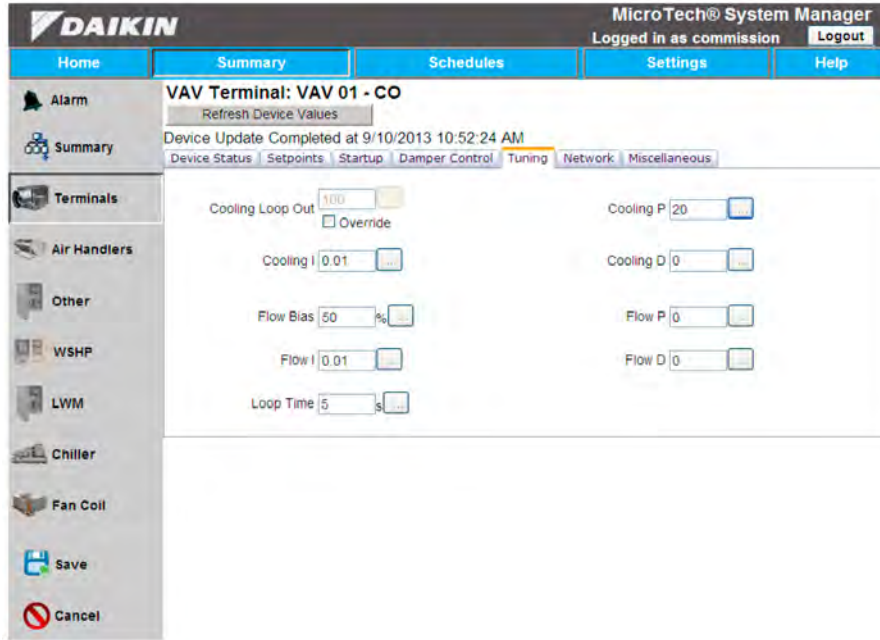 DAIKIN
MicroTech® System Manager
Logged in as commission Logout
Home Summary Schedules Settings Help
Alarm
Summary
Terminals
Air Handlers
Other
WSHP
LWM
Chiller
Fan Coil
Save
Cancel
VAV Terminal: VAV 01 - CO
Refresh Device Values
Device Update Completed at 9/10/2013 10:52:24 AM
Device Status Setpoints Startup Damper Control Tuning Network Miscellaneous
Cooling Loop Out 100
Override
Cooling P 20 ...
Cooling I 0.01 ...
Cooling D 0 ...
Flow Bias 50 % ...
Flow P 0 ...
Flow I 0.01 ...
Flow D 0 ...
Loop Time 5 s ...